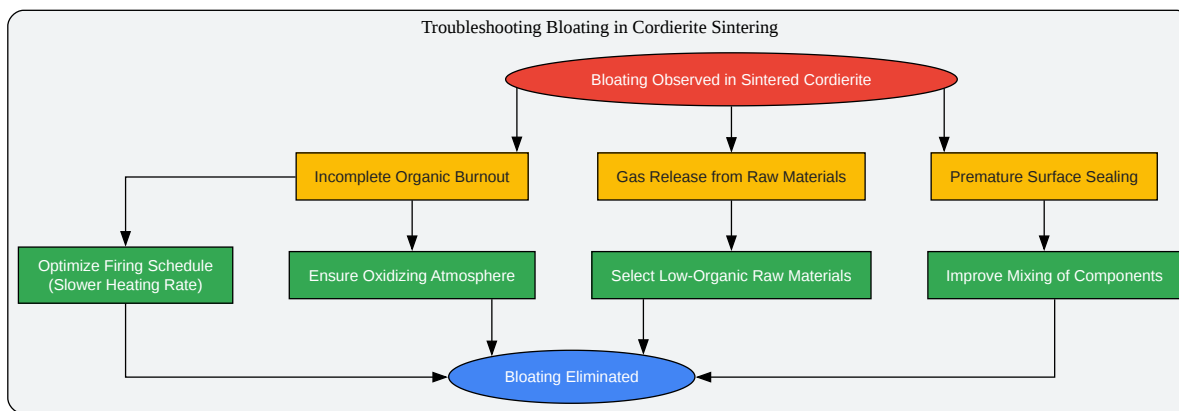 Troubleshooting Bloating in Cordierite Sintering
Bloating Observed in Sintered Cordierite
Incomplete Organic Burnout
Gas Release from Raw Materials
Premature Surface Sealing
Optimize Firing Schedule
(Slower Heating Rate)
Ensure Oxidizing Atmosphere
Select Low-Organic Raw Materials
Improve Mixing of Components
Bloating Eliminated